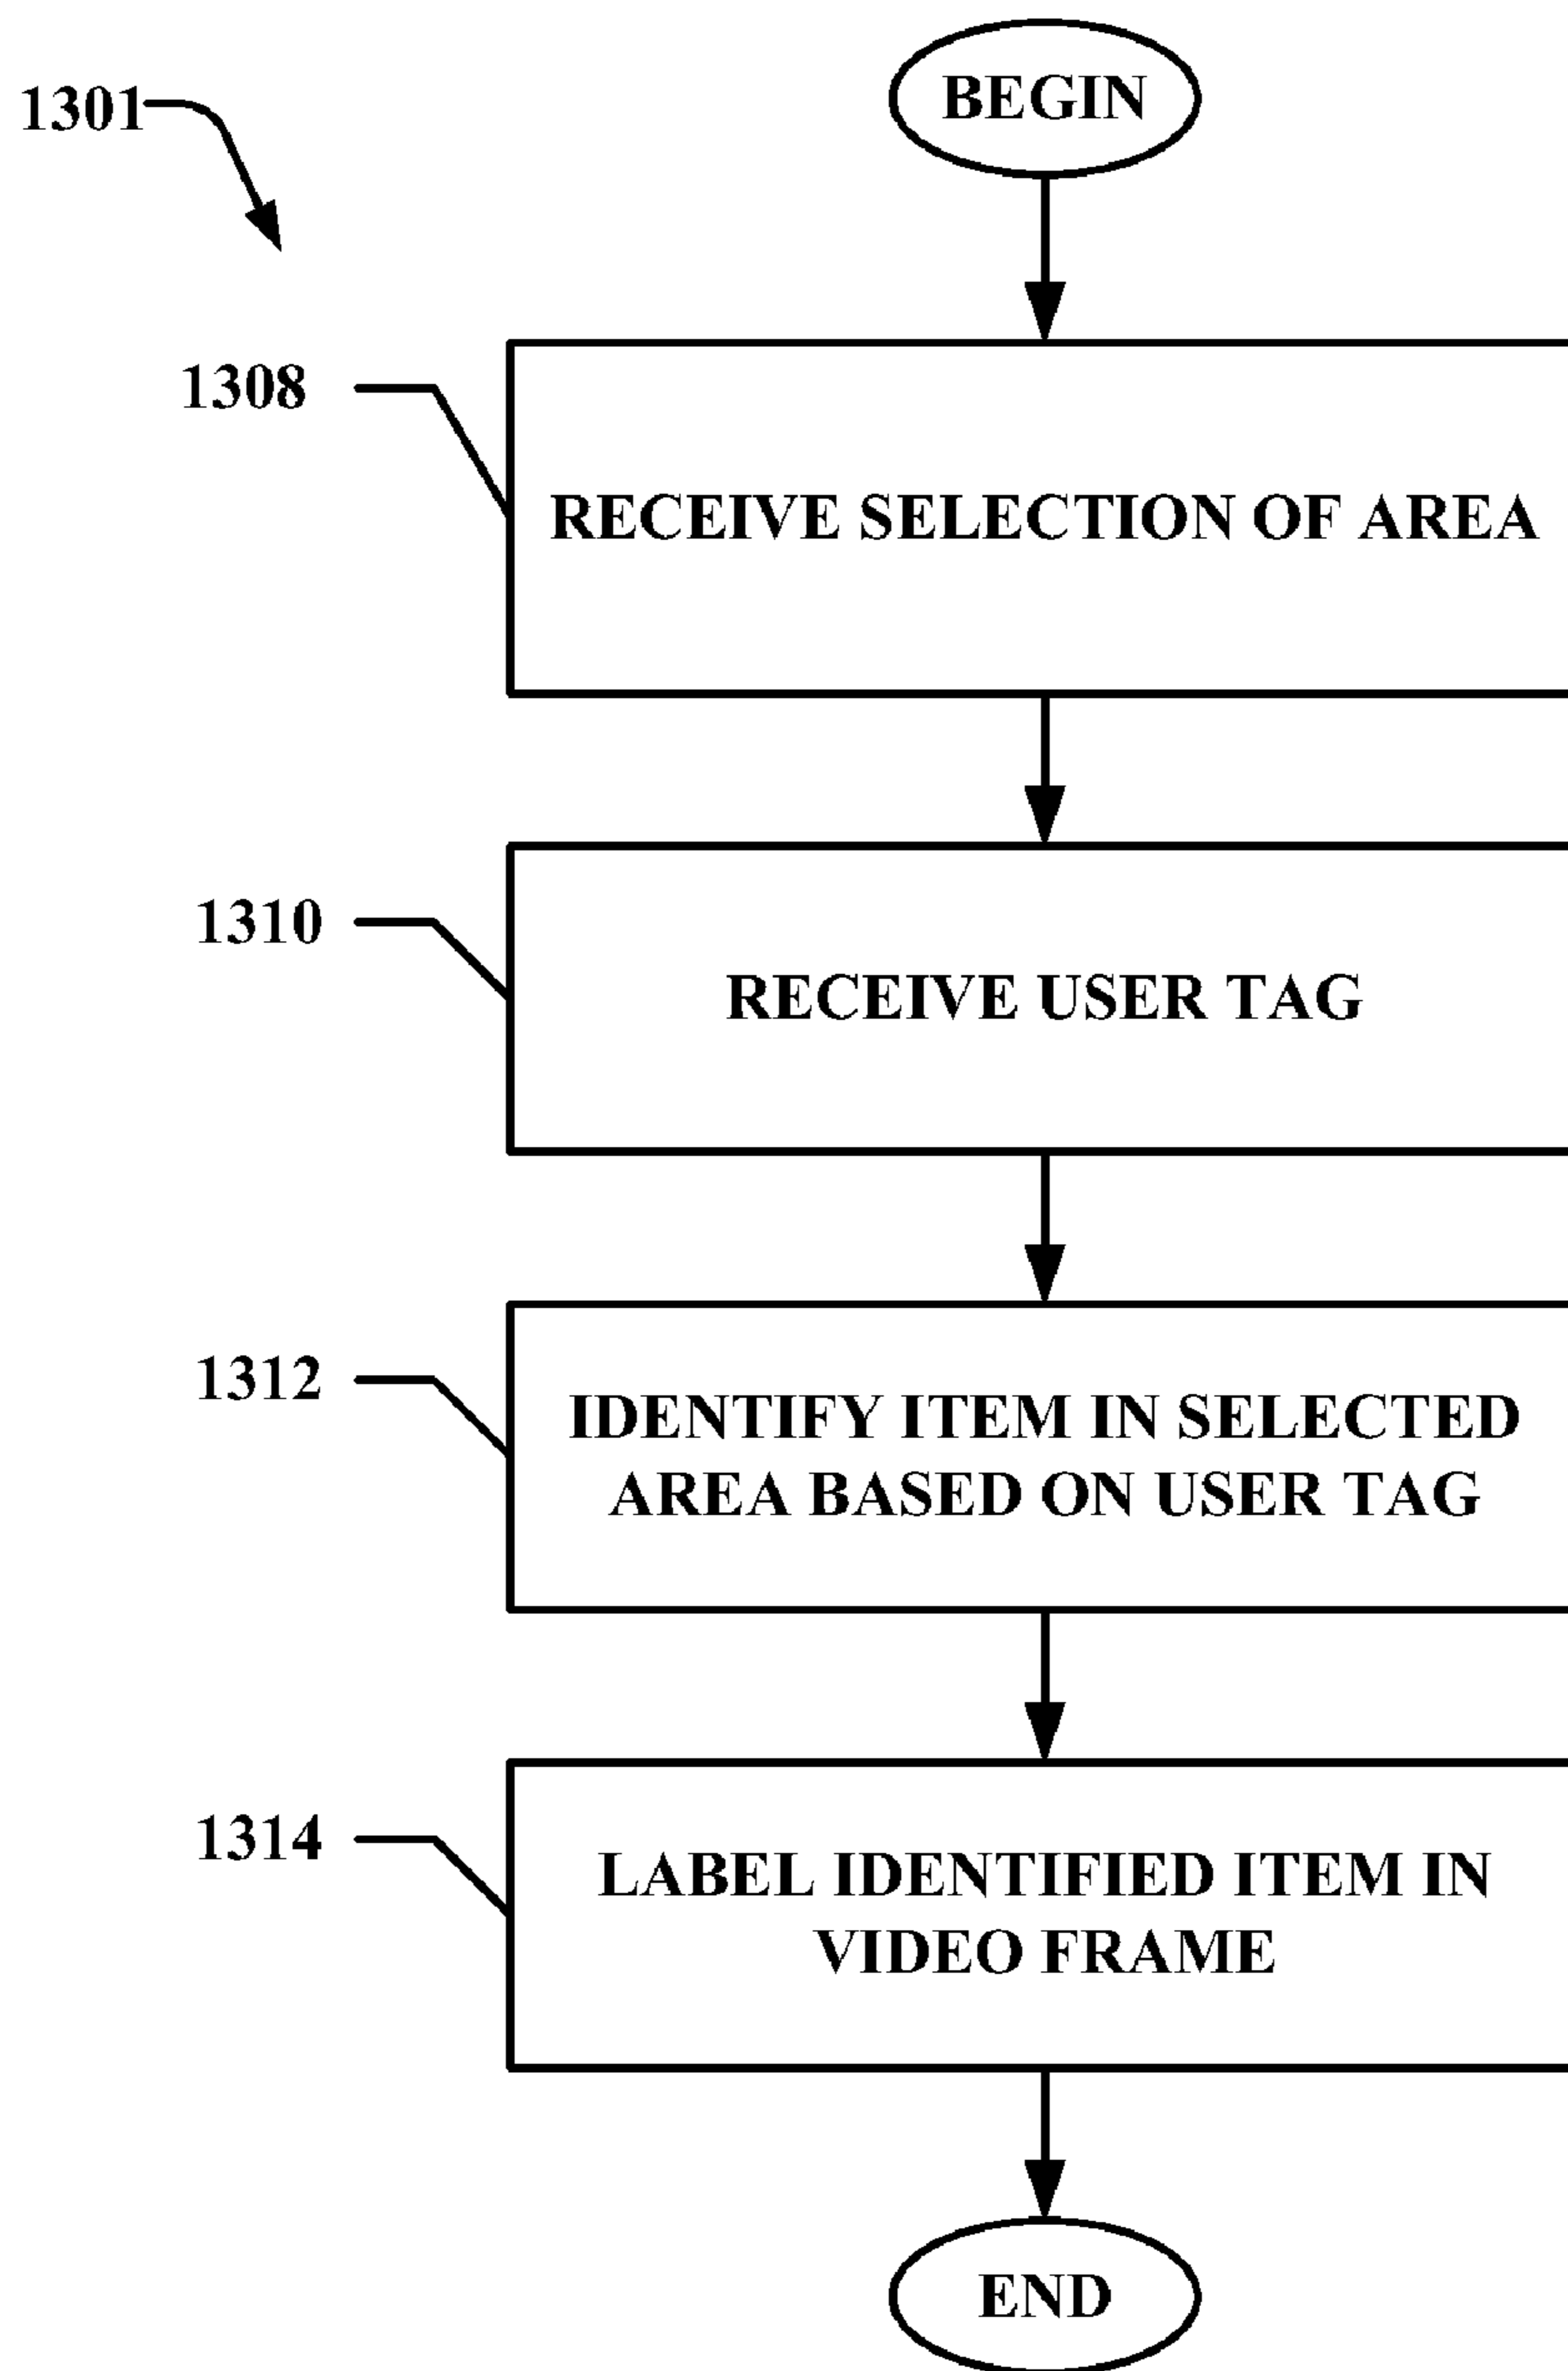 BEGIN
1301
1308
RECEIVE SELECTION OF AREA
1310
RECEIVE USER TAG
1312
IDENTIFY ITEM IN SELECTED
AREA BASED ON USER TAG
1314
LABEL IDENTIFIED ITEM IN
VIDEO FRAME
END